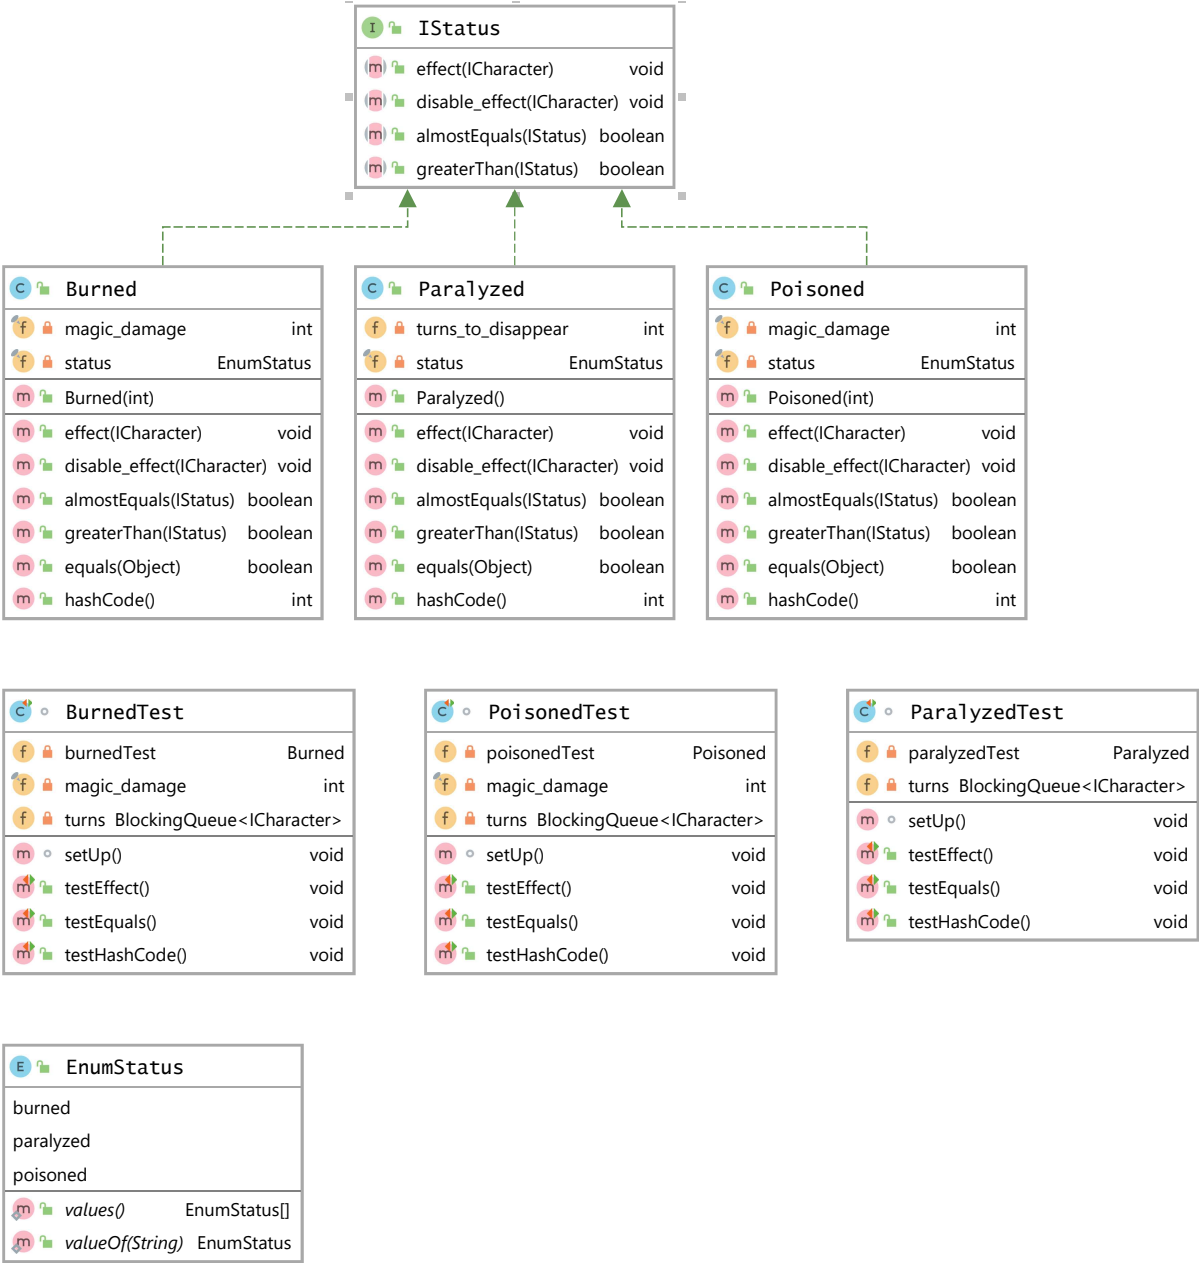 IStatus
effect(ICharacter) void
disable_effect(ICharacter) void
almostEquals(IStatus) boolean
greaterThan(IStatus) boolean
Burned
magic_damage int
status EnumStatus
Burned(int)
effect(ICharacter) void
disable_effect(ICharacter) void
almostEquals(IStatus) boolean
greaterThan(IStatus) boolean
equals(Object) boolean
hashCode() int
Paralyzed
turns_to_disappear int
status EnumStatus
Paralyzed()
effect(ICharacter) void
disable_effect(ICharacter) void
almostEquals(IStatus) boolean
greaterThan(IStatus) boolean
equals(Object) boolean
hashCode() int
Poisoned
magic_damage int
status EnumStatus
Poisoned(int)
effect(ICharacter) void
disable_effect(ICharacter) void
almostEquals(IStatus) boolean
greaterThan(IStatus) boolean
equals(Object) boolean
hashCode() int
BurnedTest
burnedTest Burned
magic_damage int
turns BlockingQueue<ICharacter>
setUp() void
testEffect() void
testEquals() void
testHashCode() void
PoisonedTest
poisonedTest Poisoned
magic_damage int
turns BlockingQueue<ICharacter>
setUp() void
testEffect() void
testEquals() void
testHashCode() void
ParalyzedTest
paralyzedTest Paralyzed
turns BlockingQueue<ICharacter>
setUp() void
testEffect() void
testEquals() void
testHashCode() void
EnumStatus
burned
paralyzed
poisoned
values() EnumStatus[]
valueOf(String) EnumStatus